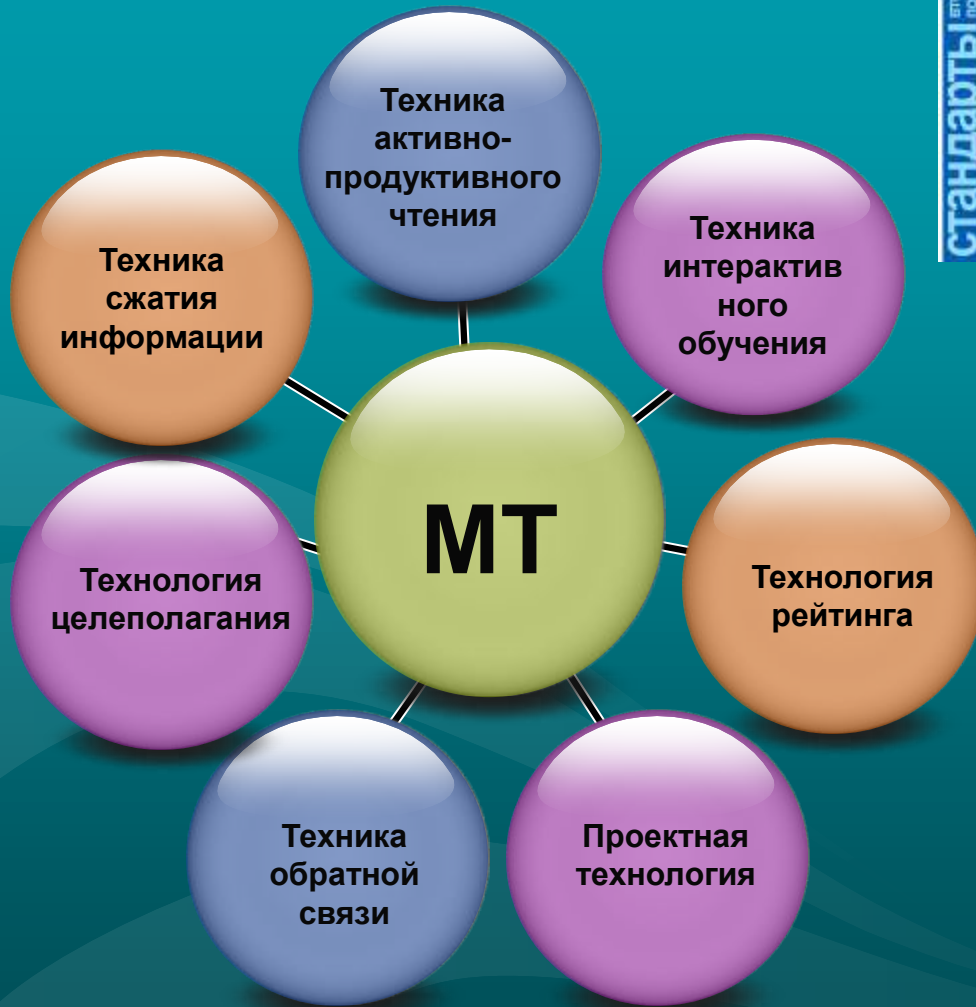 Техника
активно-
продуктивного
чтения
Техника
интерактив
ного
обучения
Техника
сжатия
информации
МТ
Технология
рейтинга
Технология
целеполагания
Техника
обратной
связи
Проектная
технология
стандарты